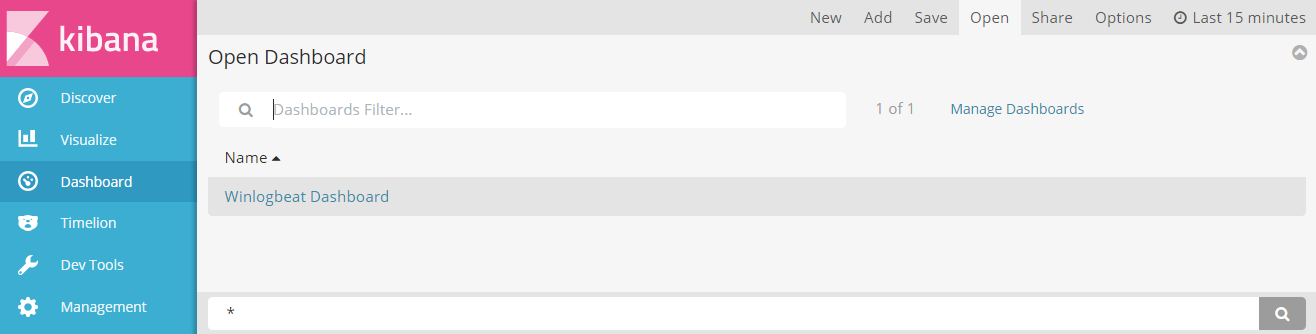 kibana
Discover
Visualize
Dashboard
Timelion
Dev Tools
Management
New Add Save Open Share Options Last 15 minutes
Open Dashboard
Dashboards Filter... 1 of 1 Manage Dashboards
Name
Winlogbeat Dashboard
*